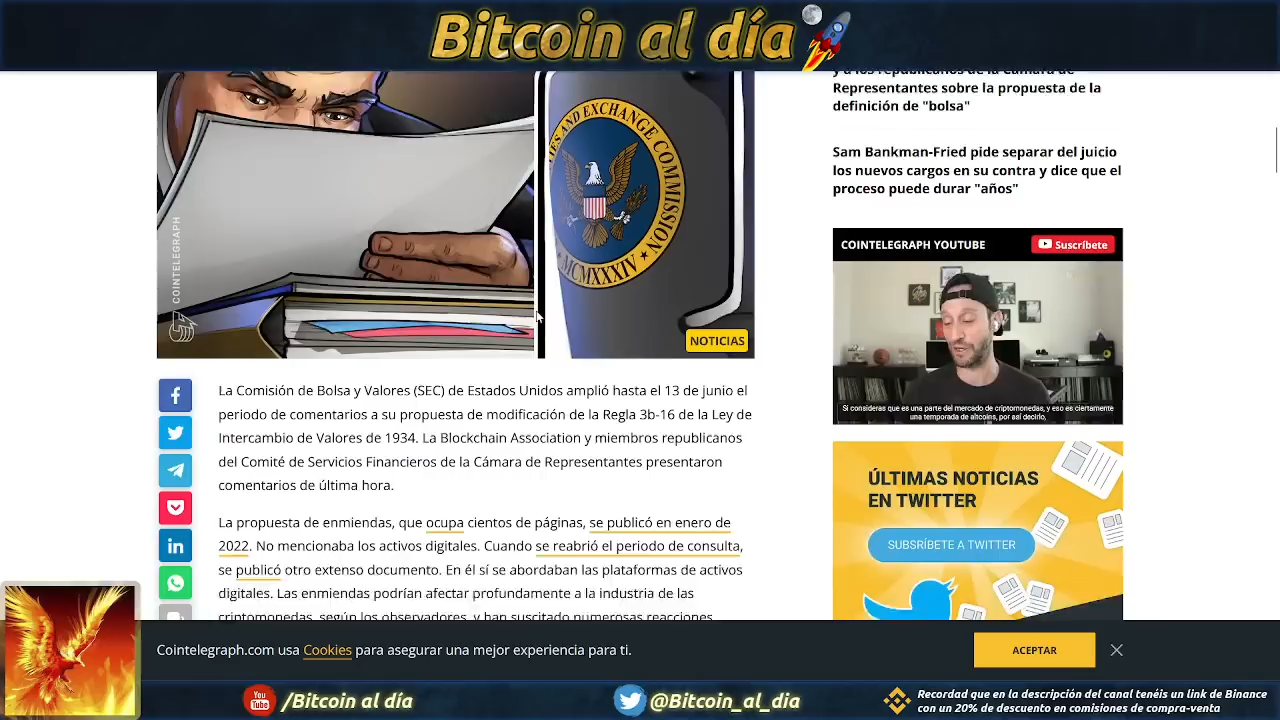 Bitcoin al día
y a los republicanos de la Cámara de
Representantes sobre la propuesta de la
definición de "bolsa"
Sam Bankman-Fried pide separar del juicio
los nuevos cargos en su contra y dice que el
proceso puede durar "años"
IES AND EXCHANGE COMMISSION
MCMXXXIV
COINTELEGRAPH
NOTICIAS
COINTELEGRAPH YOUTUBE
Suscríbete
Si consideras que es una parte del mercado de criptomonedas, y eso es ciertamente
una temporada de altcoins, por así decirlo,
La Comisión de Bolsa y Valores (SEC) de Estados Unidos amplió hasta el 13 de junio el
periodo de comentarios a su propuesta de modificación de la Regla 3b-16 de la Ley de
Intercambio de Valores de 1934. La Blockchain Association y miembros republicanos
del Comité de Servicios Financieros de la Cámara de Representantes presentaron
comentarios de última hora.
La propuesta de enmiendas, que ocupa cientos de páginas, se publicó en enero de
2022. No mencionaba los activos digitales. Cuando se reabrió el periodo de consulta,
se publicó otro extenso documento. En él sí se abordaban las plataformas de activos
digitales. Las enmiendas podrían afectar profundamente a la industria de las
criptomonedas, según los observadores, y han suscitado numerosas reacciones
ÚLTIMAS NOTICIAS
EN TWITTER
SUBSRÍBETE A TWITTER
Cointelegraph.com usa Cookies para asegurar una mejor experiencia para ti.
ACEPTAR
You
Tube
/Bitcoin al día
@Bitcoin_al_dia
Recordad que en la descripción del canal tenéis un link de Binance
con un 20% de descuento en comisiones de compra-venta